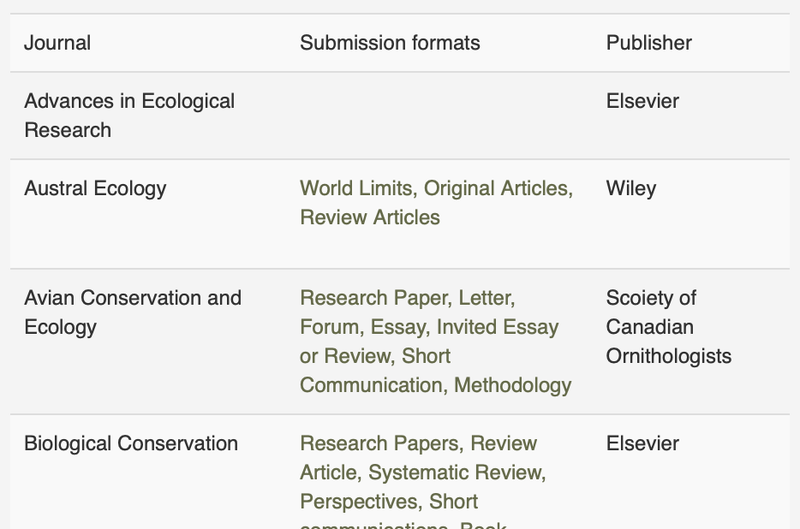 Journal Submission formats Publisher
Advances in Ecological Elsevier
Research
Austral Ecology World Limits, Original Articles, Wiley
Review Articles
Avian Conservation and Research Paper, Letter, Scoiety of
Ecology Forum, Essay, Invited Essay Canadian
or Review, Short Ornithologists
Communication, Methodology
Biological Conservation Research Papers, Review Elsevier
Article, Systematic Review,
Perspectives, Short
communications, Book